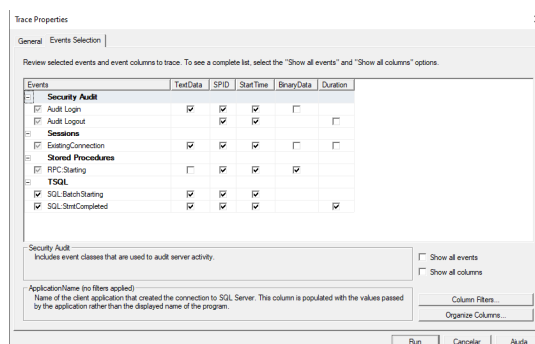 Trace Properties
General Events Selection
Review selected events and event columns to trace. To see a complete list, select the "Show all events" and "Show all columns" options.
Events TextData SPID StartTime BinaryData Duration
Security Audit
Audit Login
Audit Logout
Sessions
ExistingConnection
Stored Procedures
RPC:Starting
TSQL
SQL:BatchStarting
SQL:StmtCompleted
Security Audit
Includes event classes that are used to audit server activity.
Show all events
Show all columns
ApplicationName (no filters applied)
Name of the client application that created the connection to SQL Server. This column is populated with the values passed
by the application rather than the displayed name of the program.
Column Filters...
Organize Columns...
Run Cancelar Ajuda